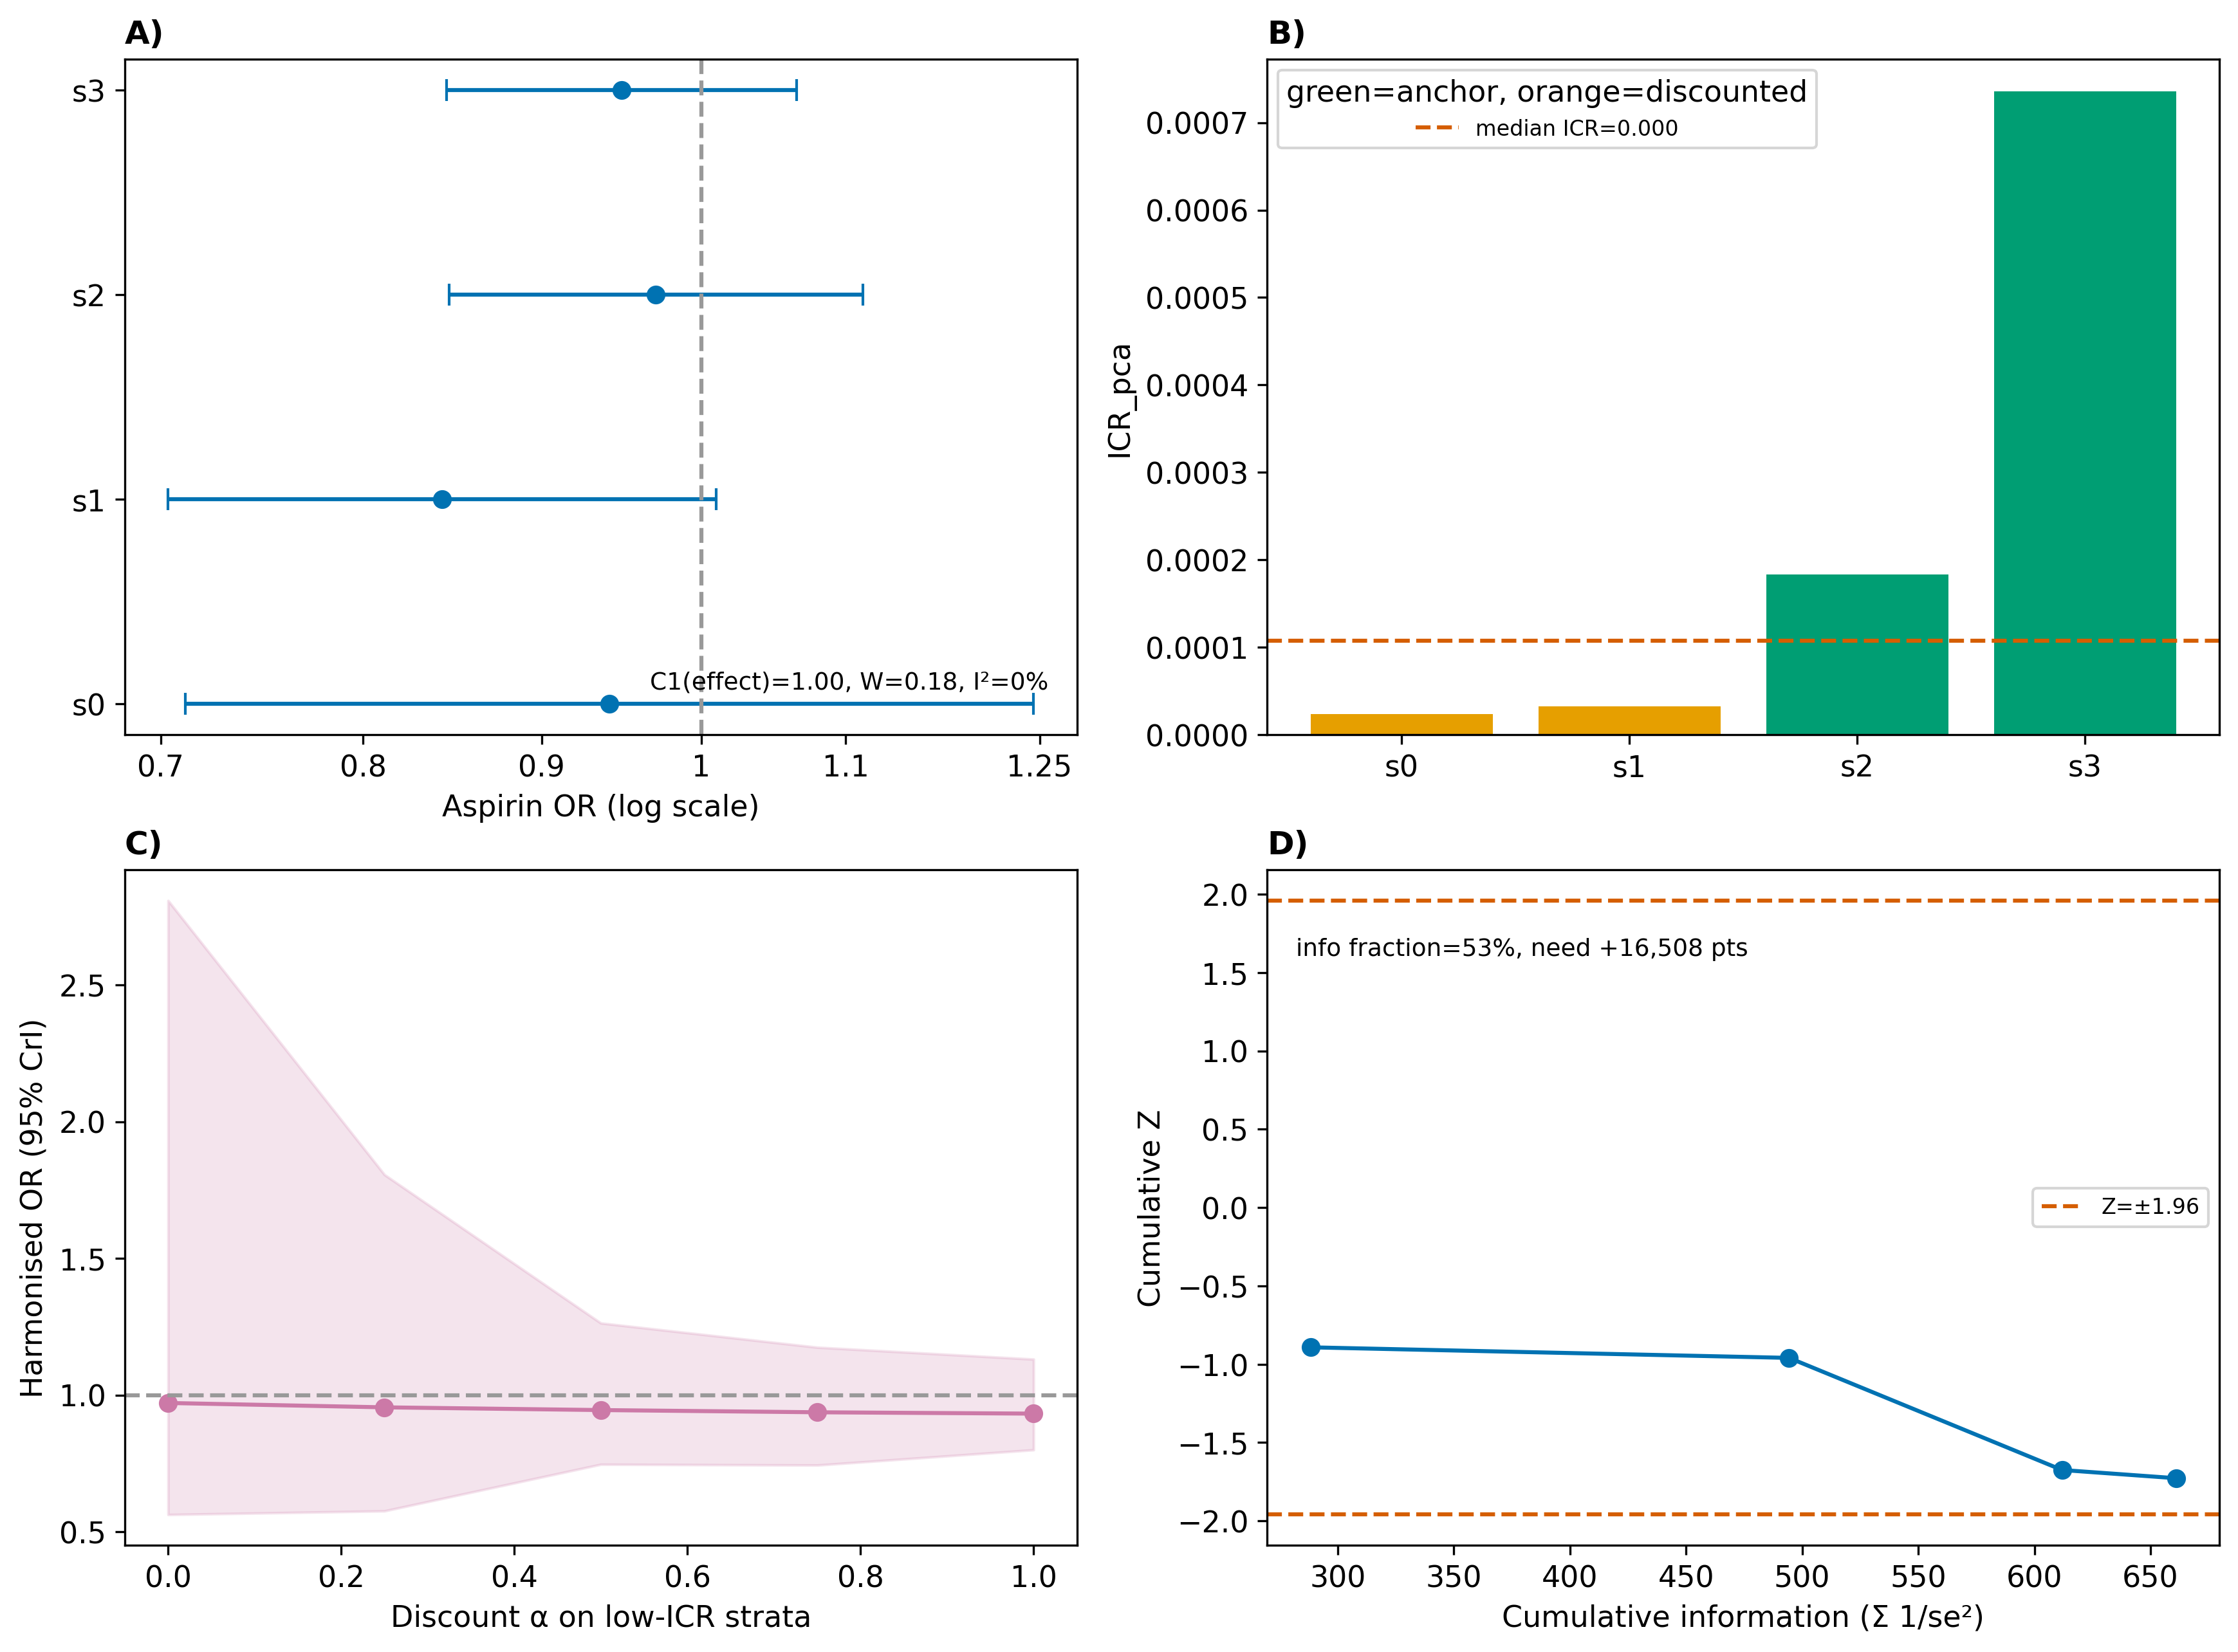 A)
s3
s2
s1
s0
C1(effect)=1.00, W=0.18, I²=0%
0.7 0.8 0.9 1 1.1 1.25
Aspirin OR (log scale)
B)
green=anchor, orange=discounted
median ICR=0.000
ICR_pca
0.0007
0.0006
0.0005
0.0004
0.0003
0.0002
0.0001
0.0000
s0 s1 s2 s3
C)
Harmonised OR (95% CrI)
2.5
2.0
1.5
1.0
0.5
0.0 0.2 0.4 0.6 0.8 1.0
Discount α on low-ICR strata
D)
info fraction=53%, need +16,508 pts
Cumulative Z
2.0
1.5
1.0
0.5
0.0
−0.5
−1.0
−1.5
−2.0
Z=±1.96
300 350 400 450 500 550 600 650
Cumulative information (Σ 1/se²)